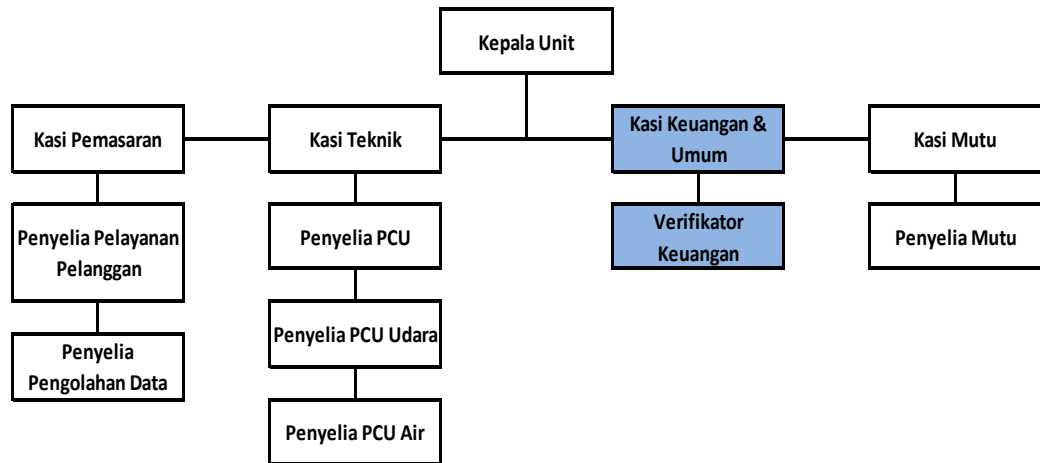 Kepala Unit
Kasi Pemasaran
Kasi Teknik
Kasi Keuangan &
Umum
Kasi Mutu
Penyelia Pelayanan
Pelanggan
Penyelia PCU
Verifikator
Keuangan
Penyelia Mutu
Penyelia
Pengolahan Data
Penyelia PCU Udara
Penyelia PCU Air